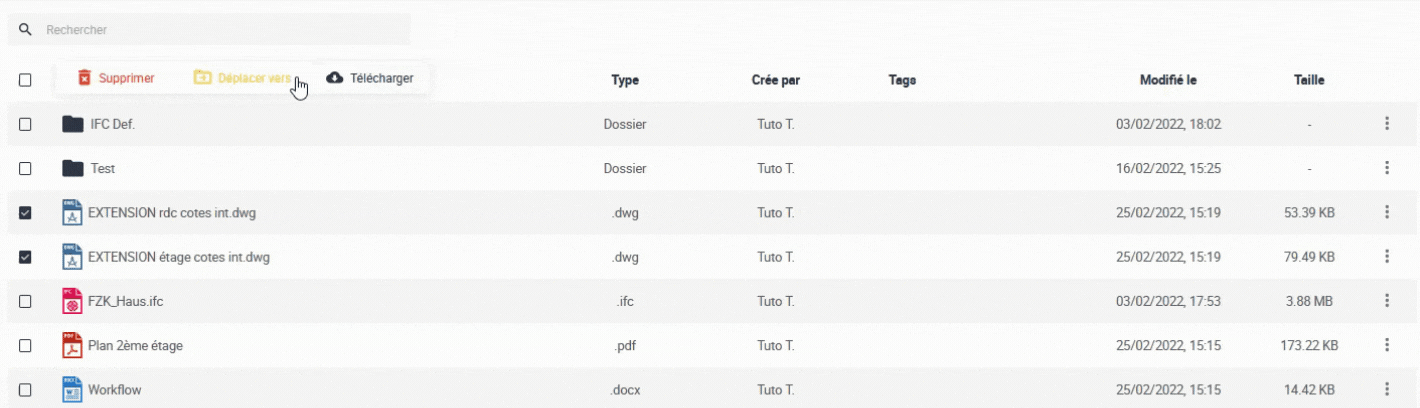 Rechercher
Supprimer Déplacer vers Télécharger Type Crée par Tags Modifié le Taille
IFC Def. Dossier Tuto T. 03/02/2022, 18:02 -
Test Dossier Tuto T. 16/02/2022, 15:25 -
EXTENSION rdc cotes int.dwg .dwg Tuto T. 25/02/2022, 15:19 53.39 KB
EXTENSION étage cotes int.dwg .dwg Tuto T. 25/02/2022, 15:19 79.49 KB
FZK_Haus.ifc .ifc Tuto T. 03/02/2022, 17:53 3.88 MB
Plan 2ème étage .pdf Tuto T. 25/02/2022, 15:15 173.22 KB
Workflow .docx Tuto T. 25/02/2022, 15:15 14.42 KB